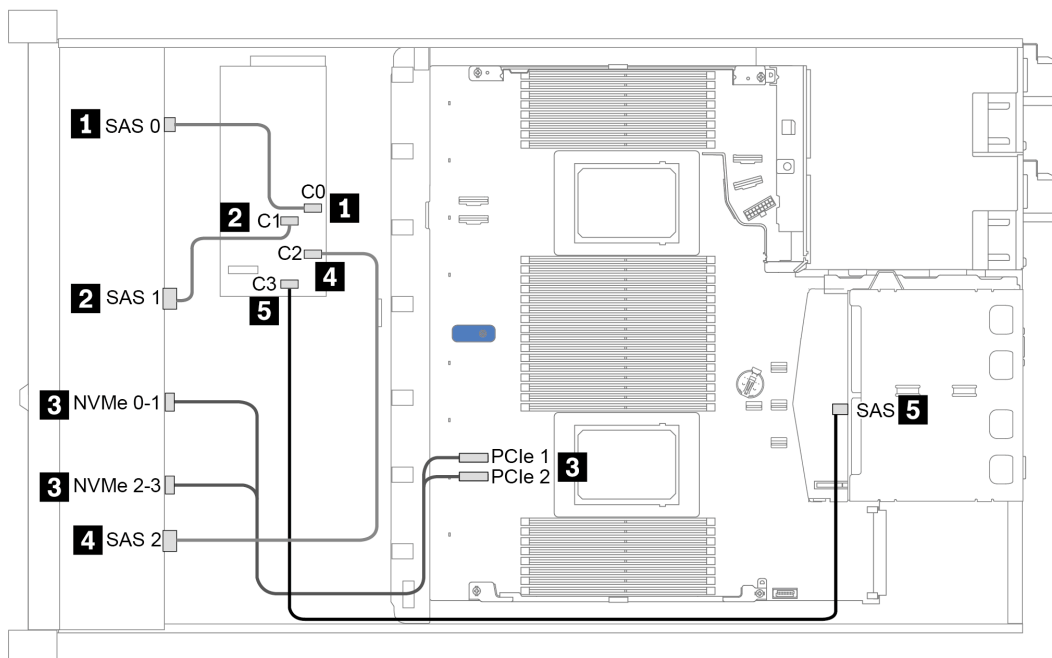 1 SAS 0
C0
1
2 C1
C2
4
2 SAS 1
C3
5
3 NVMe 0-1
SAS 5
PCIe 1
3
PCIe 2
3 NVMe 2-3
4 SAS 2